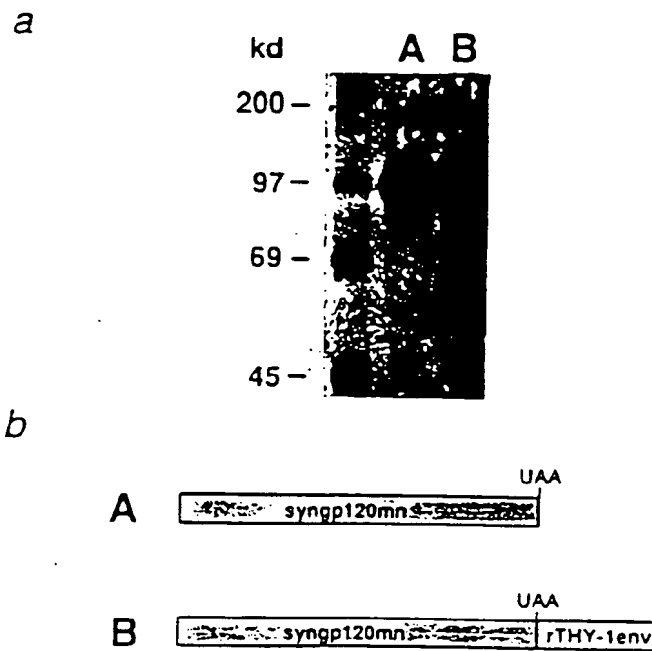 a
kd A B
200
97
69
45
b
UAA
A syngp120mn
UAA
B syngp120mn rTHY-1env